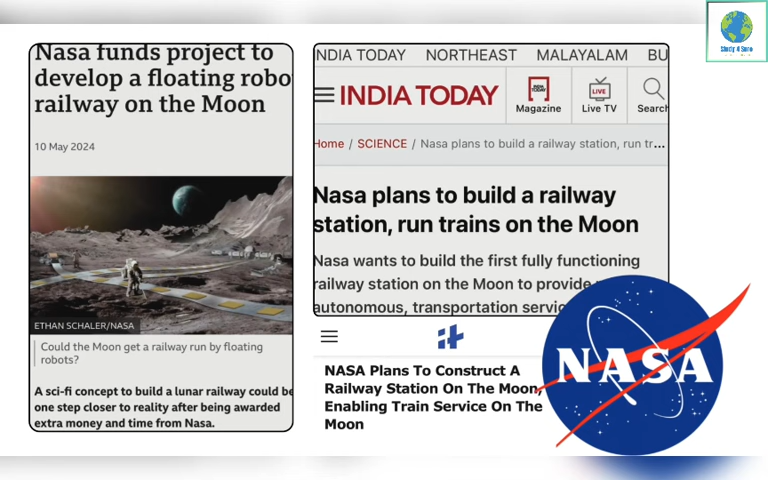 Nasa funds project to
develop a floating robo
railway on the Moon
10 May 2024
ETHAN SCHALER/NASA
Could the Moon get a railway run by floating
robots?
A sci-fi concept to build a lunar railway could be
one step closer to reality after being awarded
extra money and time from Nasa.
INDIA TODAY NORTHEAST MALAYALAM BU
INDIA TODAY
Magazine
LIVE
Live TV
Search
Home / SCIENCE / Nasa plans to build a railway station, run tr...
Nasa plans to build a railway
station, run trains on the Moon
Nasa wants to build the first fully functioning
railway station on the Moon to provide
autonomous, transportation servic
NASA Plans To Construct A
Railway Station On The Moon,
Enabling Train Service On The
Moon
NASA
Study 4 Sure